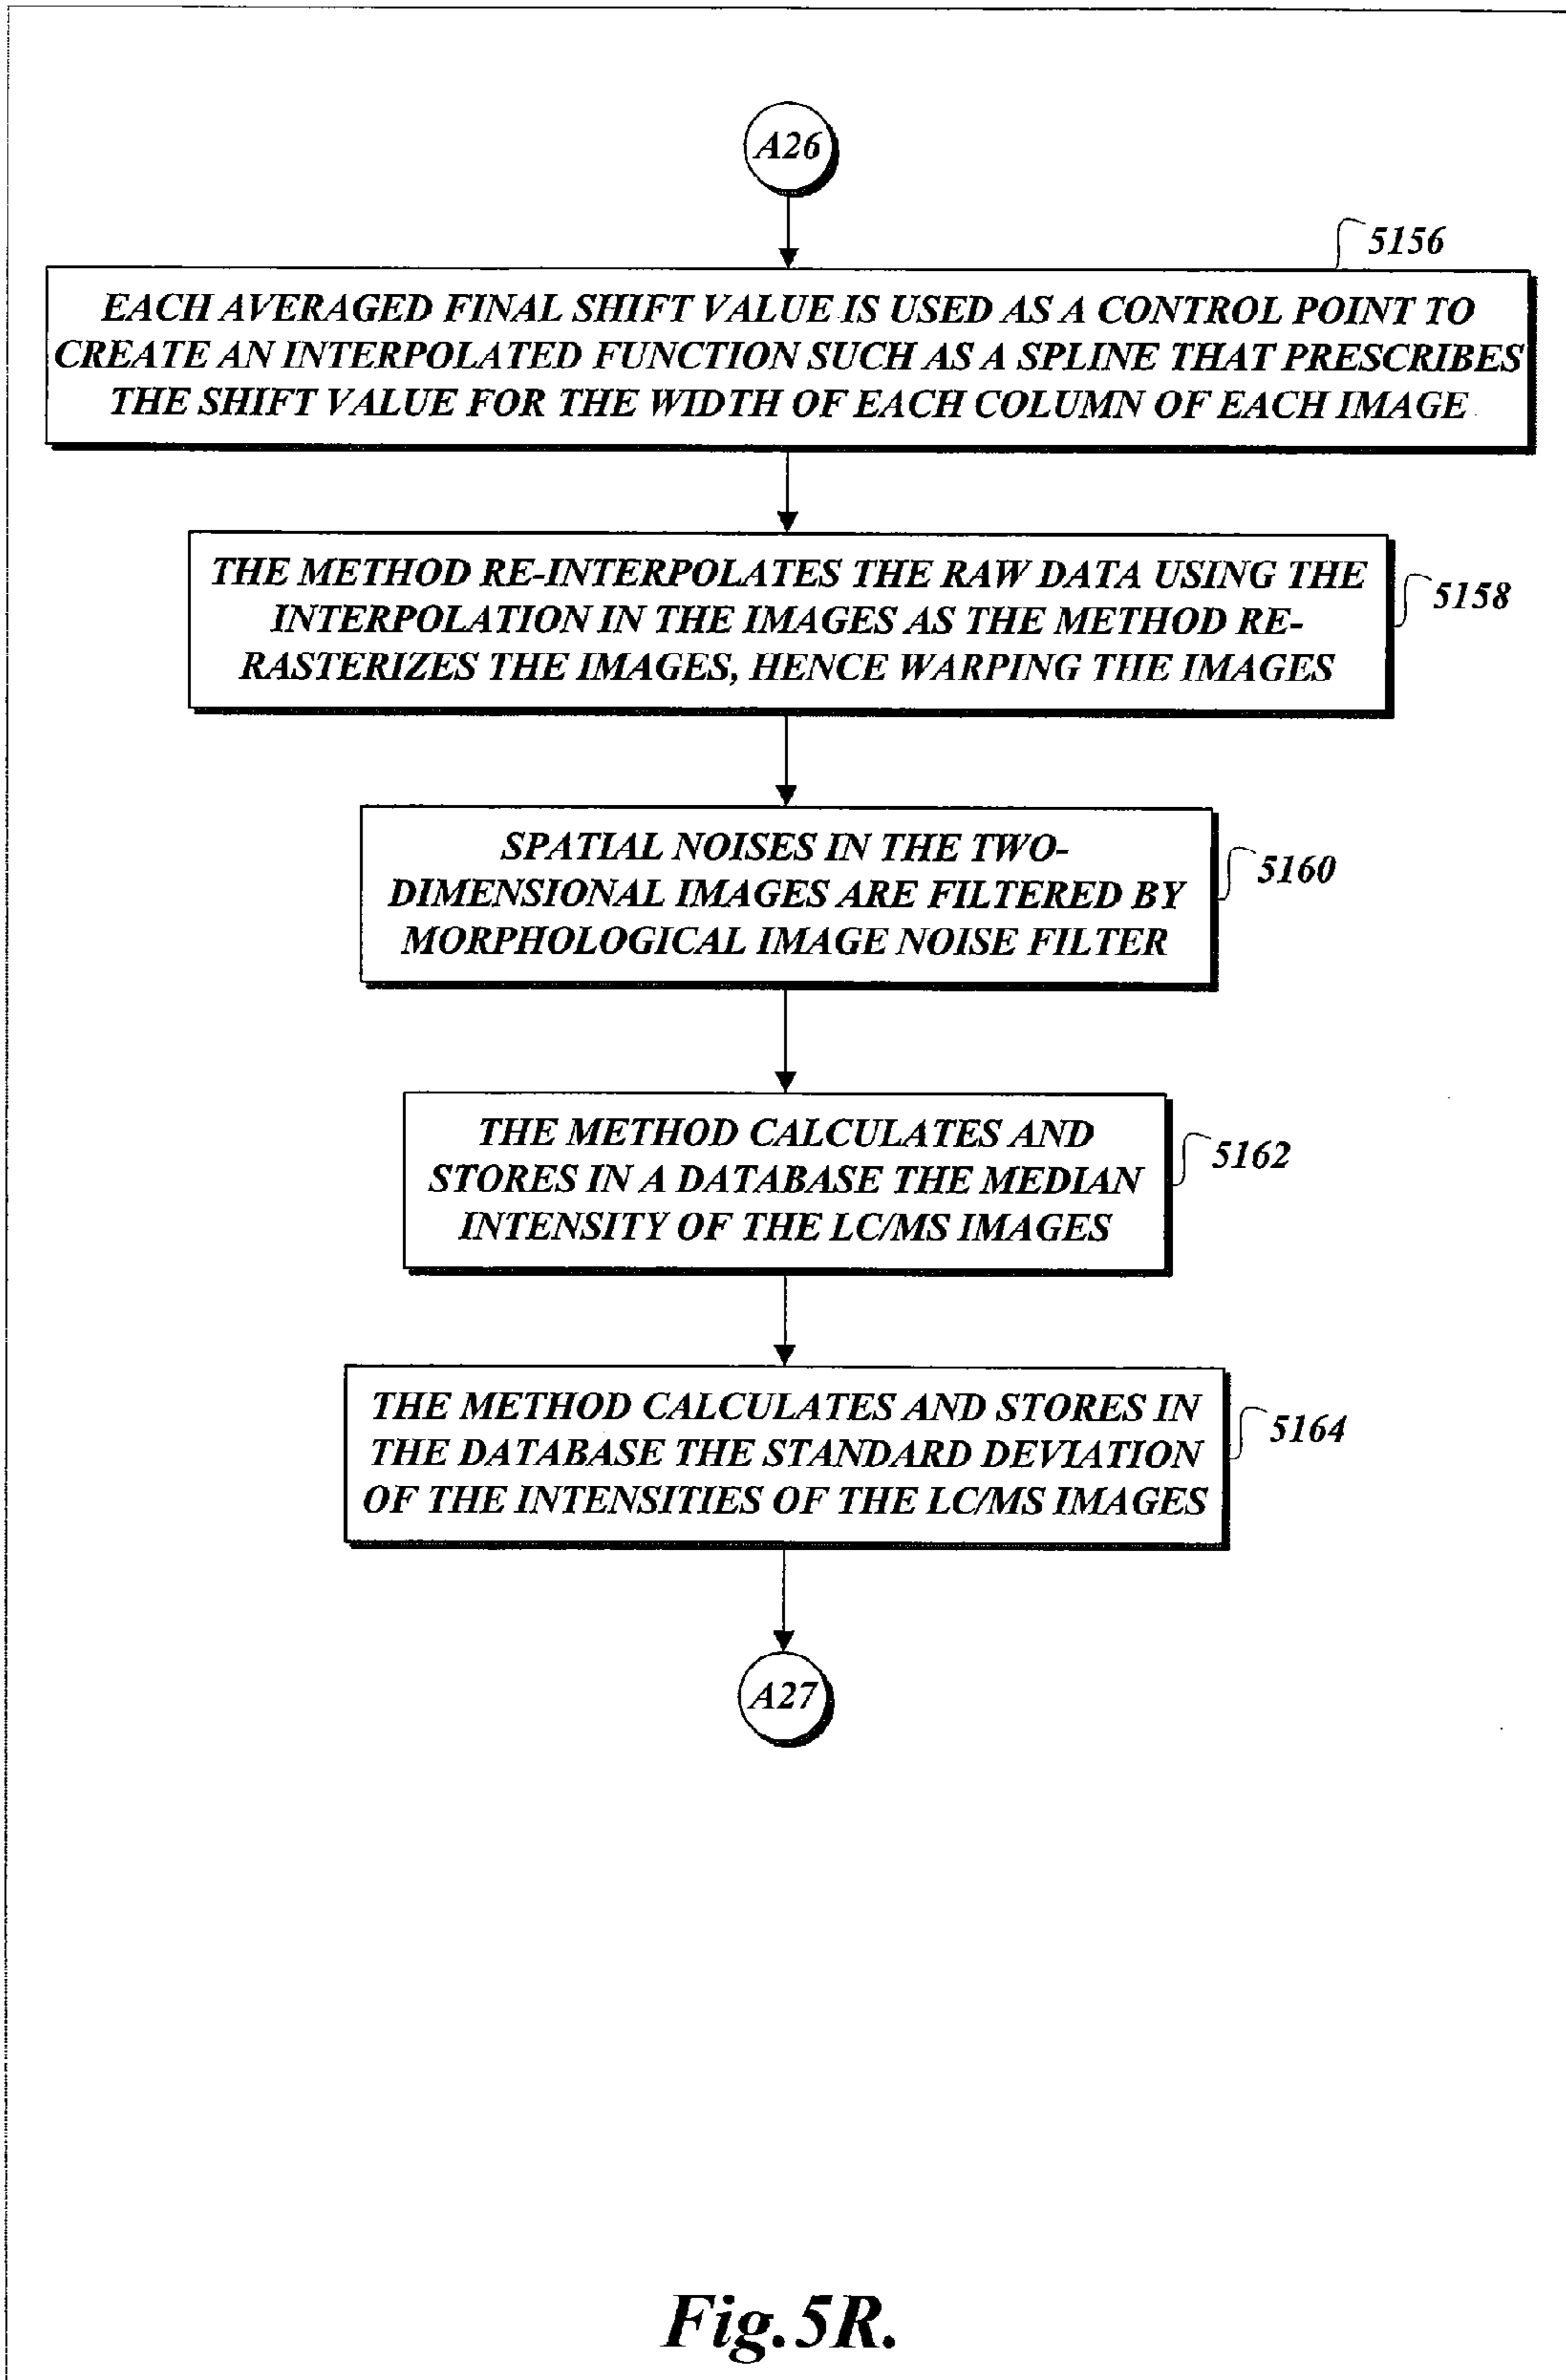 A26
5156
EACH AVERAGED FINAL SHIFT VALUE IS USED AS A CONTROL POINT TO
CREATE AN INTERPOLATED FUNCTION SUCH AS A SPLINE THAT PRESCRIBES
THE SHIFT VALUE FOR THE WIDTH OF EACH COLUMN OF EACH IMAGE
THE METHOD RE-INTERPOLATES THE RAW DATA USING THE
INTERPOLATION IN THE IMAGES AS THE METHOD RE-
RASTERIZES THE IMAGES, HENCE WARPING THE IMAGES
5158
SPATIAL NOISES IN THE TWO-
DIMENSIONAL IMAGES ARE FILTERED BY
MORPHOLOGICAL IMAGE NOISE FILTER
5160
THE METHOD CALCULATES AND
STORES IN A DATABASE THE MEDIAN
INTENSITY OF THE LC/MS IMAGES
5162
THE METHOD CALCULATES AND STORES IN
THE DATABASE THE STANDARD DEVIATION
OF THE INTENSITIES OF THE LC/MS IMAGES
5164
A27
Fig.5R.